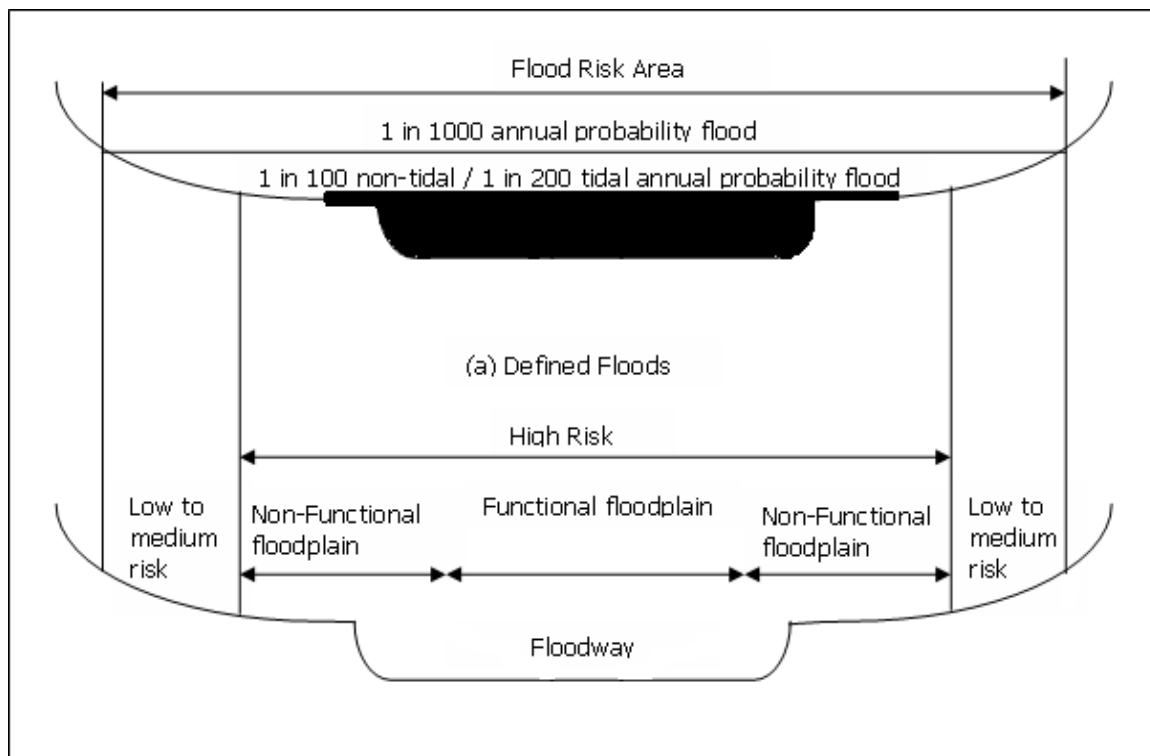 Flood Risk Area
1 in 1000 annual probability flood
1 in 100 non-tidal / 1 in 200 tidal annual probability flood
(a) Defined Floods
High Risk
Low to
medium
risk
Non-Functional
floodplain
Functional floodplain
Non-Functional
floodplain
Low to
medium
risk
Floodway